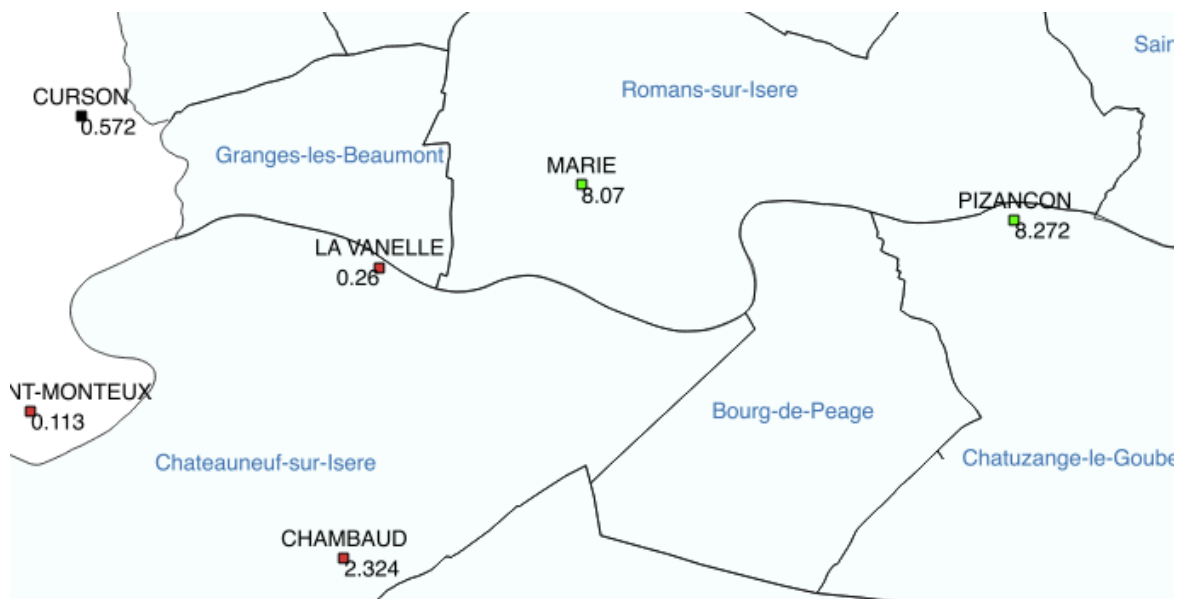 Sain
Romans-sur-Isere
CURSON
0.572
Granges-les-Beaumont
MARIE
8.07
PIZANCON
8.272
LA VANELLE
0.26
NT-MONTEUX
0.113
Bourg-de-Peage
Chateauneuf-sur-Isere
Chatuzange-le-Goube
CHAMBAUD
2.324